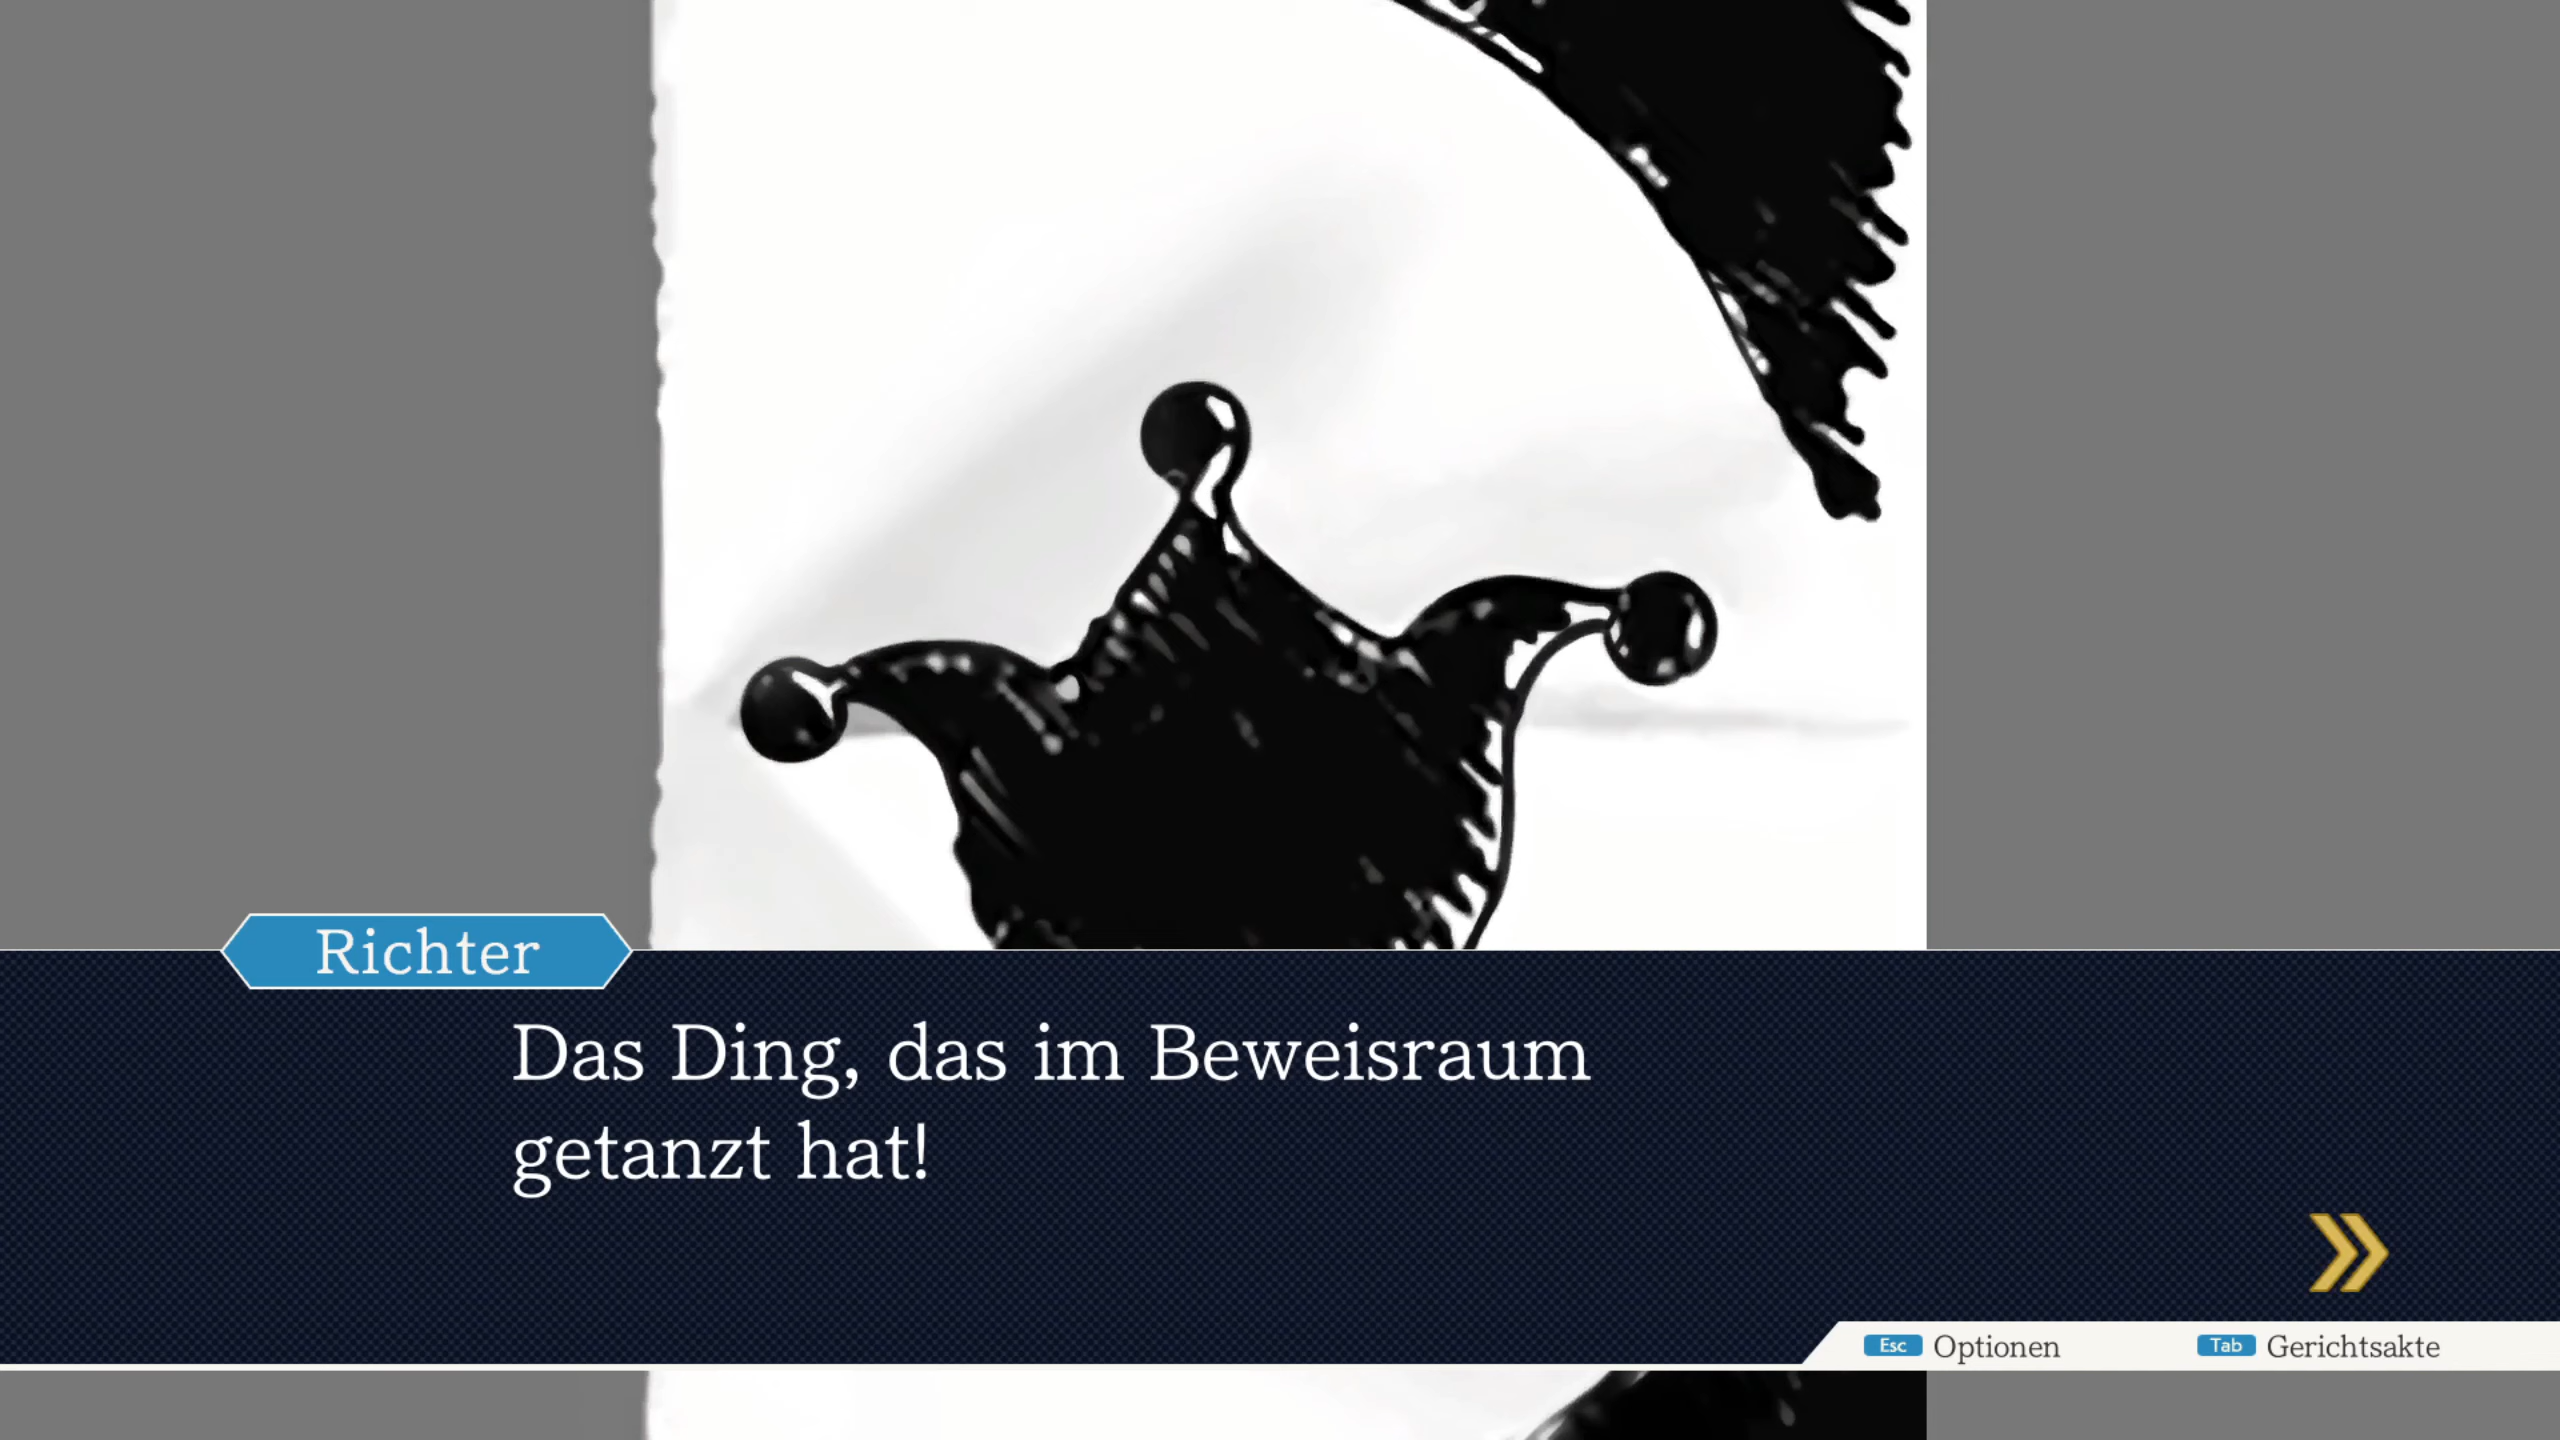 Richter
Das Ding, das im Beweisraum
getanzt hat!
Esc Optionen Tab Gerichtsakte